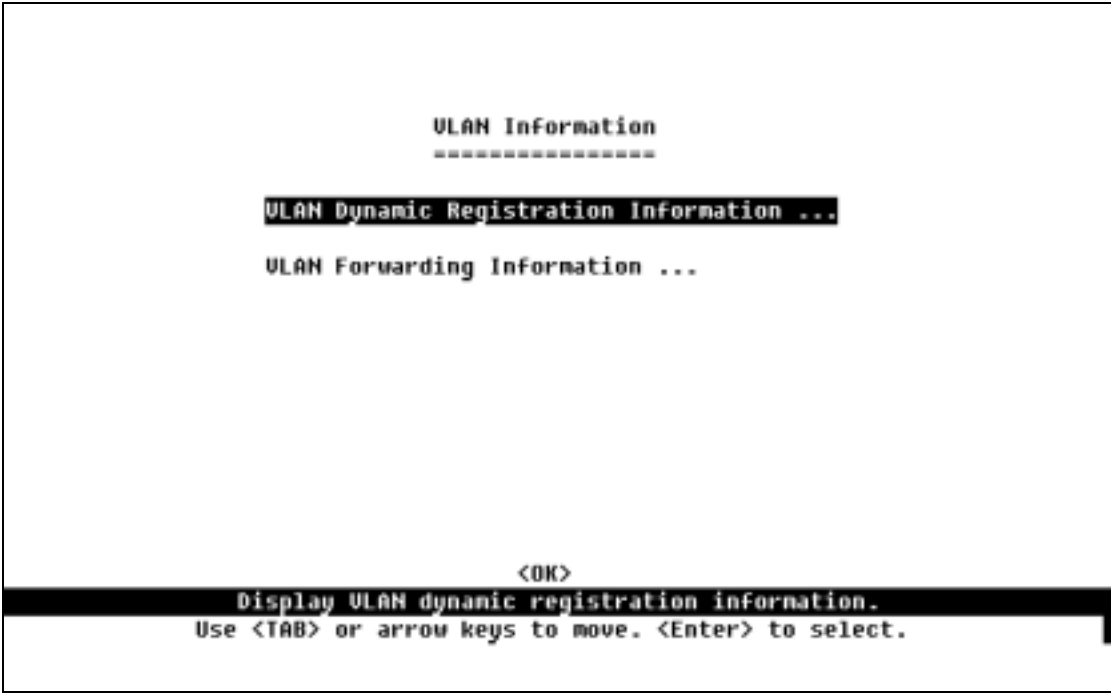 VLAN Information
================
VLAN Dynamic Registration Information ...
VLAN Forwarding Information ...
<OK>
Display VLAN dynamic registration information.
Use <TAB> or arrow keys to move. <Enter> to select.